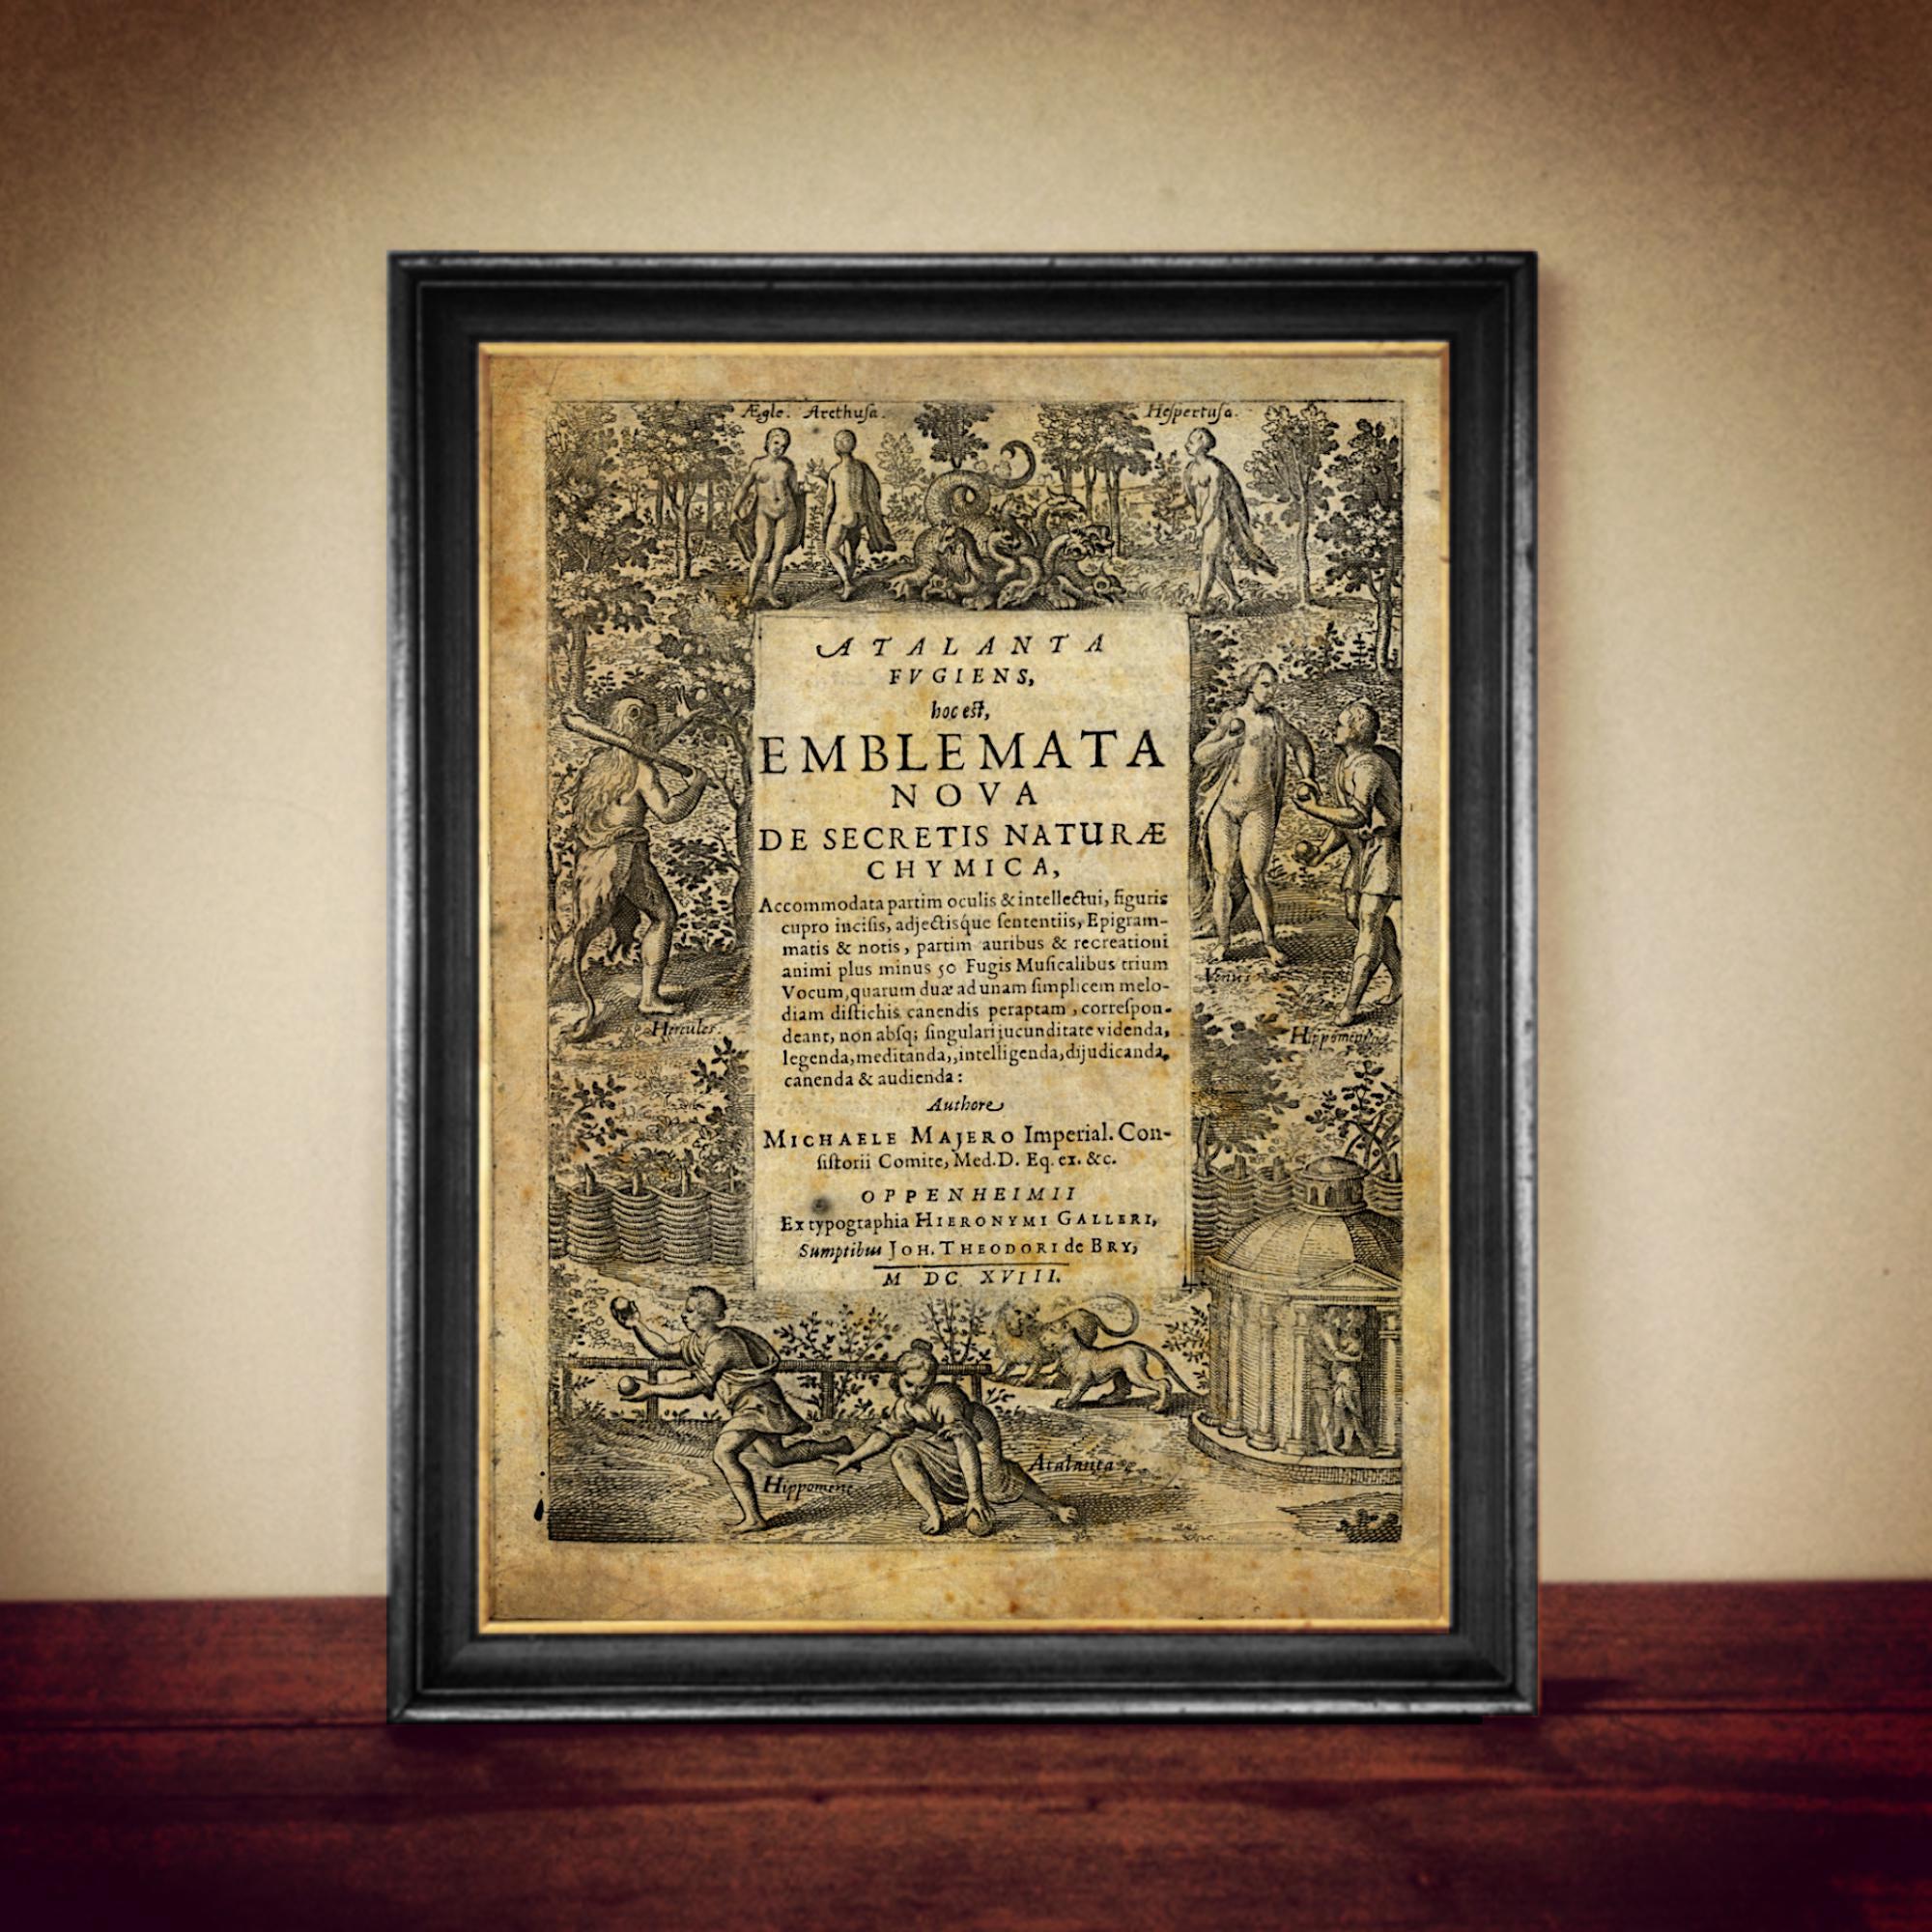 Ægle. Arethuſa. Heſpertuſa.
ATALANTA
FVGIENS,
hoc eſt,
EMBLEMATA
NOVA
DE SECRETIS NATURÆ
CHYMICA,
Accommodata partim oculis & intellectui, figuris
cupro inciſis, adjectisque ſententiis, Epigram-
matis & notis, partim auribus & recreationi
animi plus minus 50 Fugis Muſicalibus trium
Vocum, quarum duæ ad unam ſimplicem melo-
diam diſtichis canendis peraptam, correſpon-
deant, non abſq; ſingulari jucunditate videnda,
legenda, meditanda,, intelligenda, dijudicanda,
canenda & audienda:
Authore
MICHAELE MAJERO Imperial. Con-
ſiſtorii Comite, Med.D. Eq. ex. &c.
OPPENHEIMII
Ex typographia HIERONYMI GALLERI,
Sumptibus JOH. THEODORI de BRY,
M DC XVIII.
Hercules.
Venus
Hippomenes
Hippomene
Atalanta